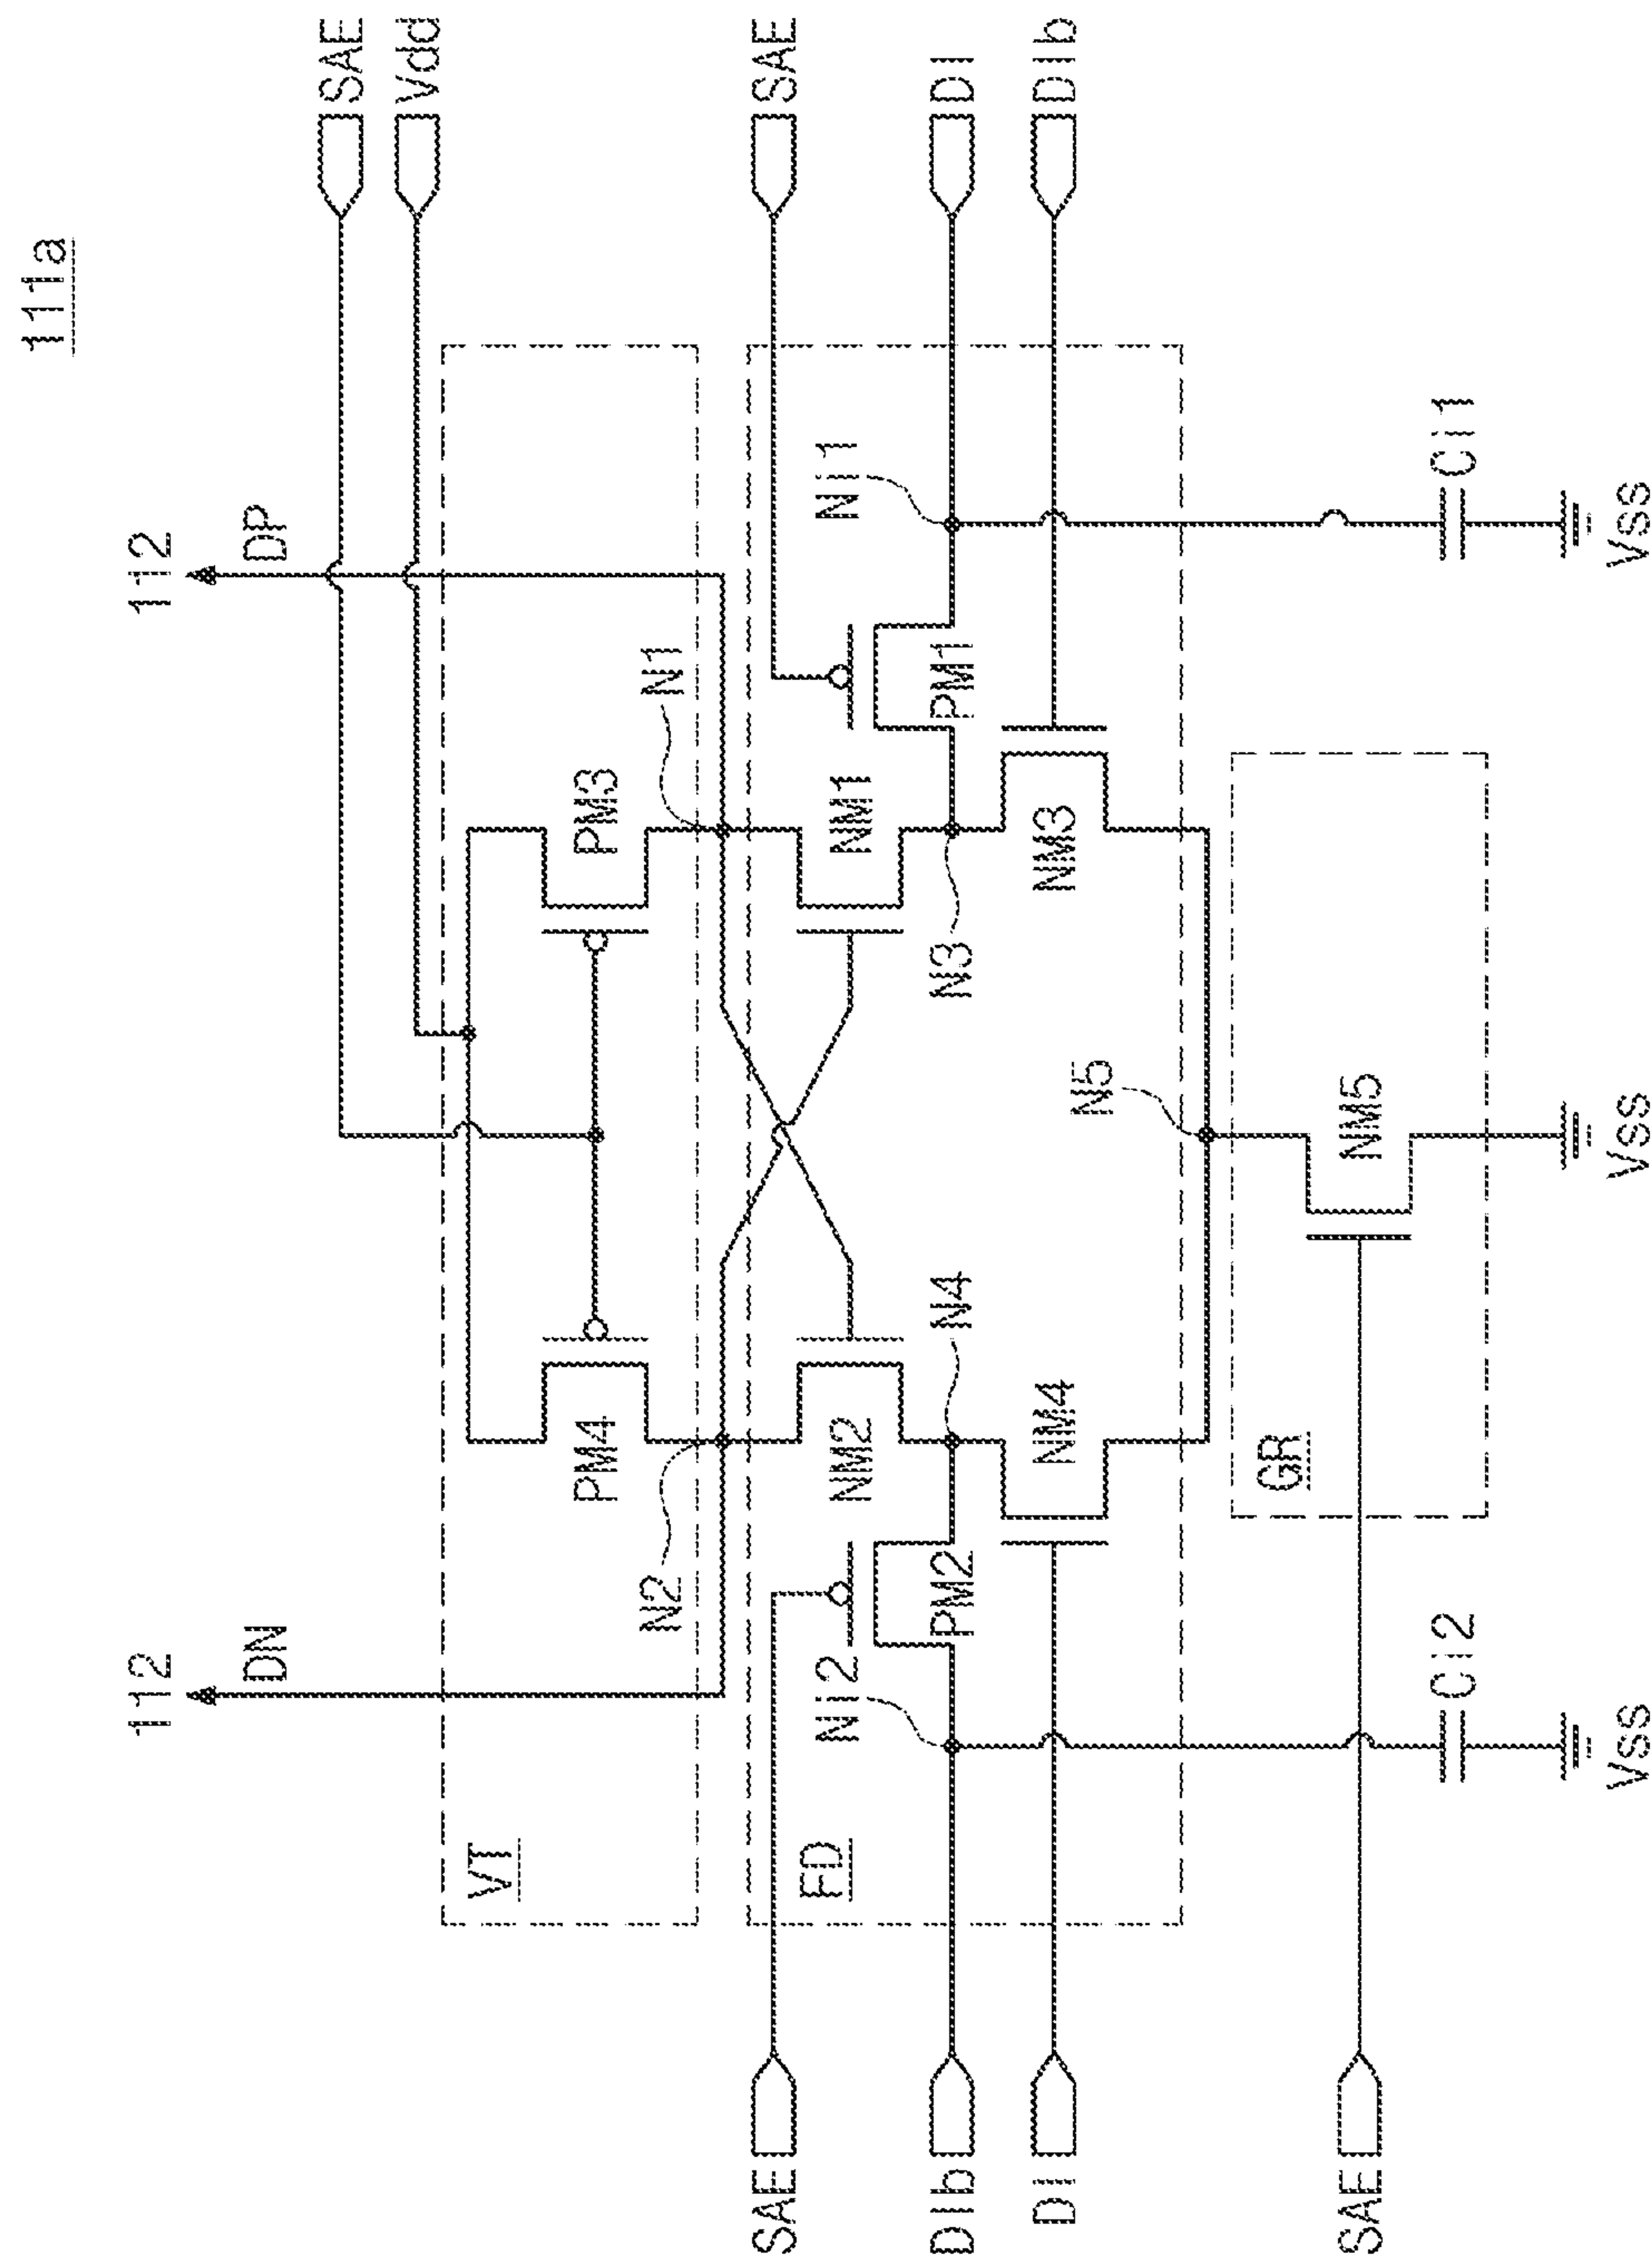 111a
112
112
DN
DP
SAE
Vdd
VT
PM4
PM3
N2
N1
SAE
SAE
FD
Ni2
Ni1
NM2
NM1
DIb
PM2
N4
N3
PM1
DI
DI
NM4
NM3
DIb
N5
GR
SAE
NM5
Ci2
Ci1
Vss
Vss
Vss